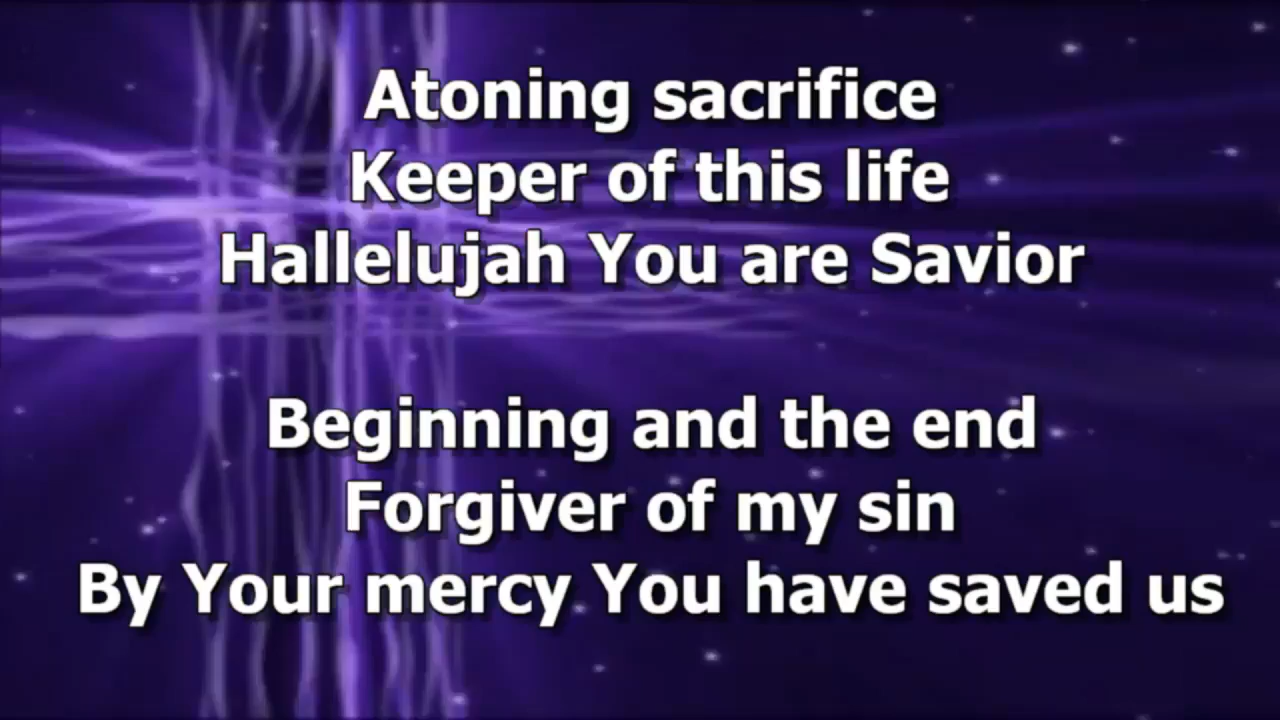 Atoning sacrifice
Keeper of this life
Hallelujah You are Savior
Beginning and the end
Forgiver of my sin
By Your mercy You have saved us